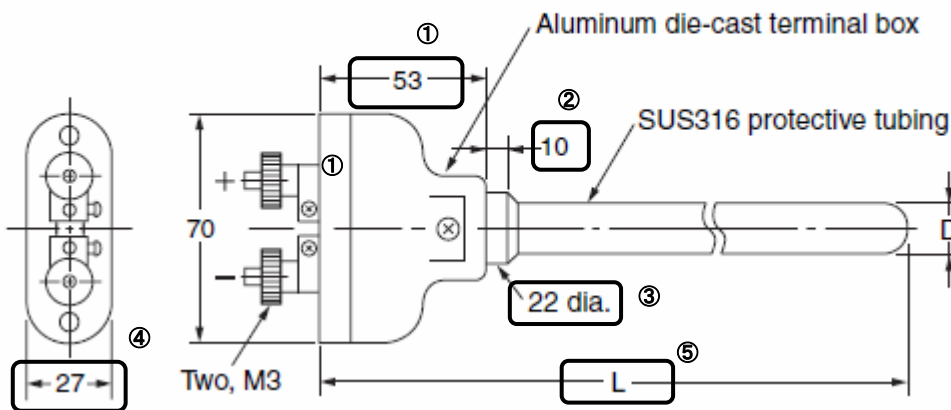 ①
Aluminum die-cast terminal box
53
②
SUS316 protective tubing
10
①
+
70
D
−
22 dia. ③
④
27
Two, M3
⑤
L